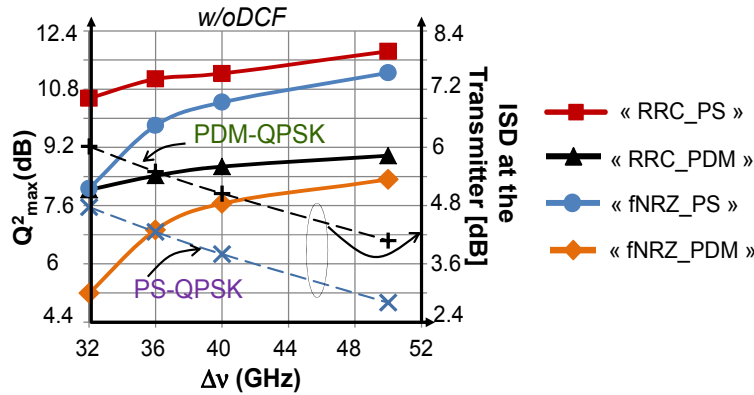 w/oDCF
12.4
10.8
9.2
7.6
6
4.4
Q²max(dB)
8.4
7.2
6
4.8
3.6
2.4
ISD at the
Transmitter [dB]
PDM-QPSK
PS-QPSK
32 36 40 44 48 52
Δν (GHz)
« RRC_PS »
« RRC_PDM »
« fNRZ_PS »
« fNRZ_PDM »